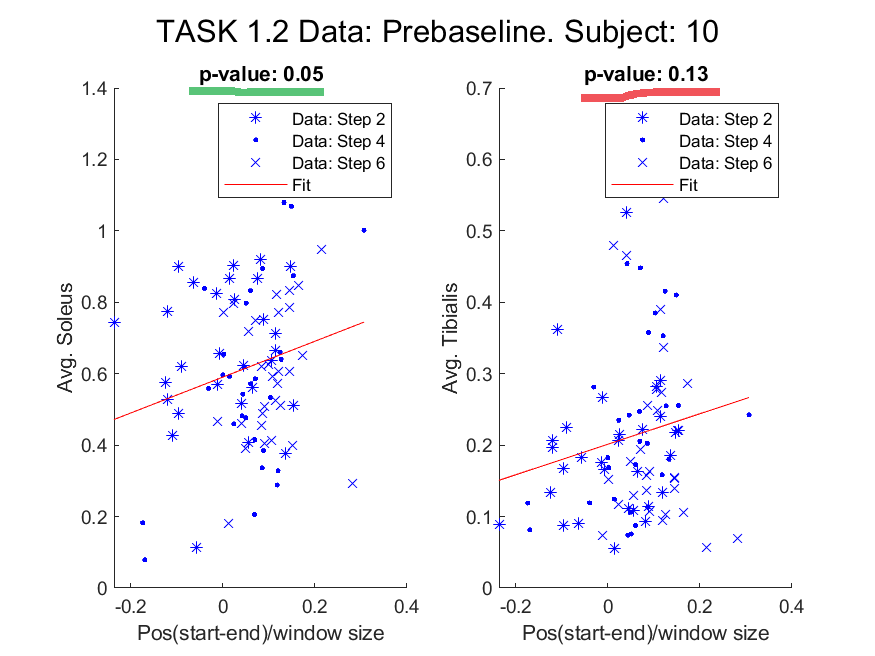 TASK 1.2 Data: Prebaseline. Subject: 10
p-value: 0.05
1.4
1.2
1
0.8
0.6
0.4
0.2
0
Avg. Soleus
Data: Step 2
Data: Step 4
Data: Step 6
Fit
-0.2
0
0.2
0.4
Pos(start-end)/window size
p-value: 0.13
0.7
0.6
0.5
0.4
0.3
0.2
0.1
0
Avg. Tibialis
Data: Step 2
Data: Step 4
Data: Step 6
Fit
-0.2
0
0.2
0.4
Pos(start-end)/window size